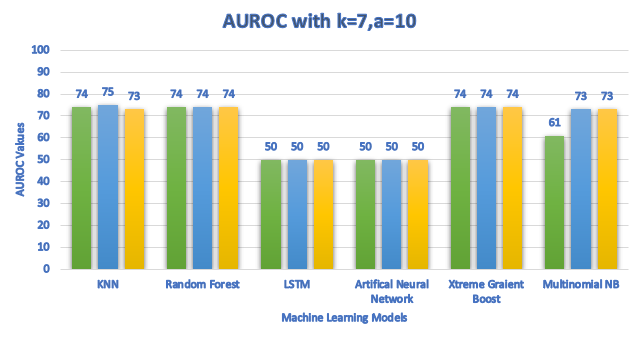 AUROC with k=7,a=10
100
90
80
70
60
50
40
30
20
10
0
AUROC Vakues
74 75 73
74 74 74
50 50 50
50 50 50
74 74 74
61 73 73
KNN
Random Forest
LSTM
Artifical Neural
Network
Xtreme Graient
Boost
Multinomial NB
Machine Learning Models